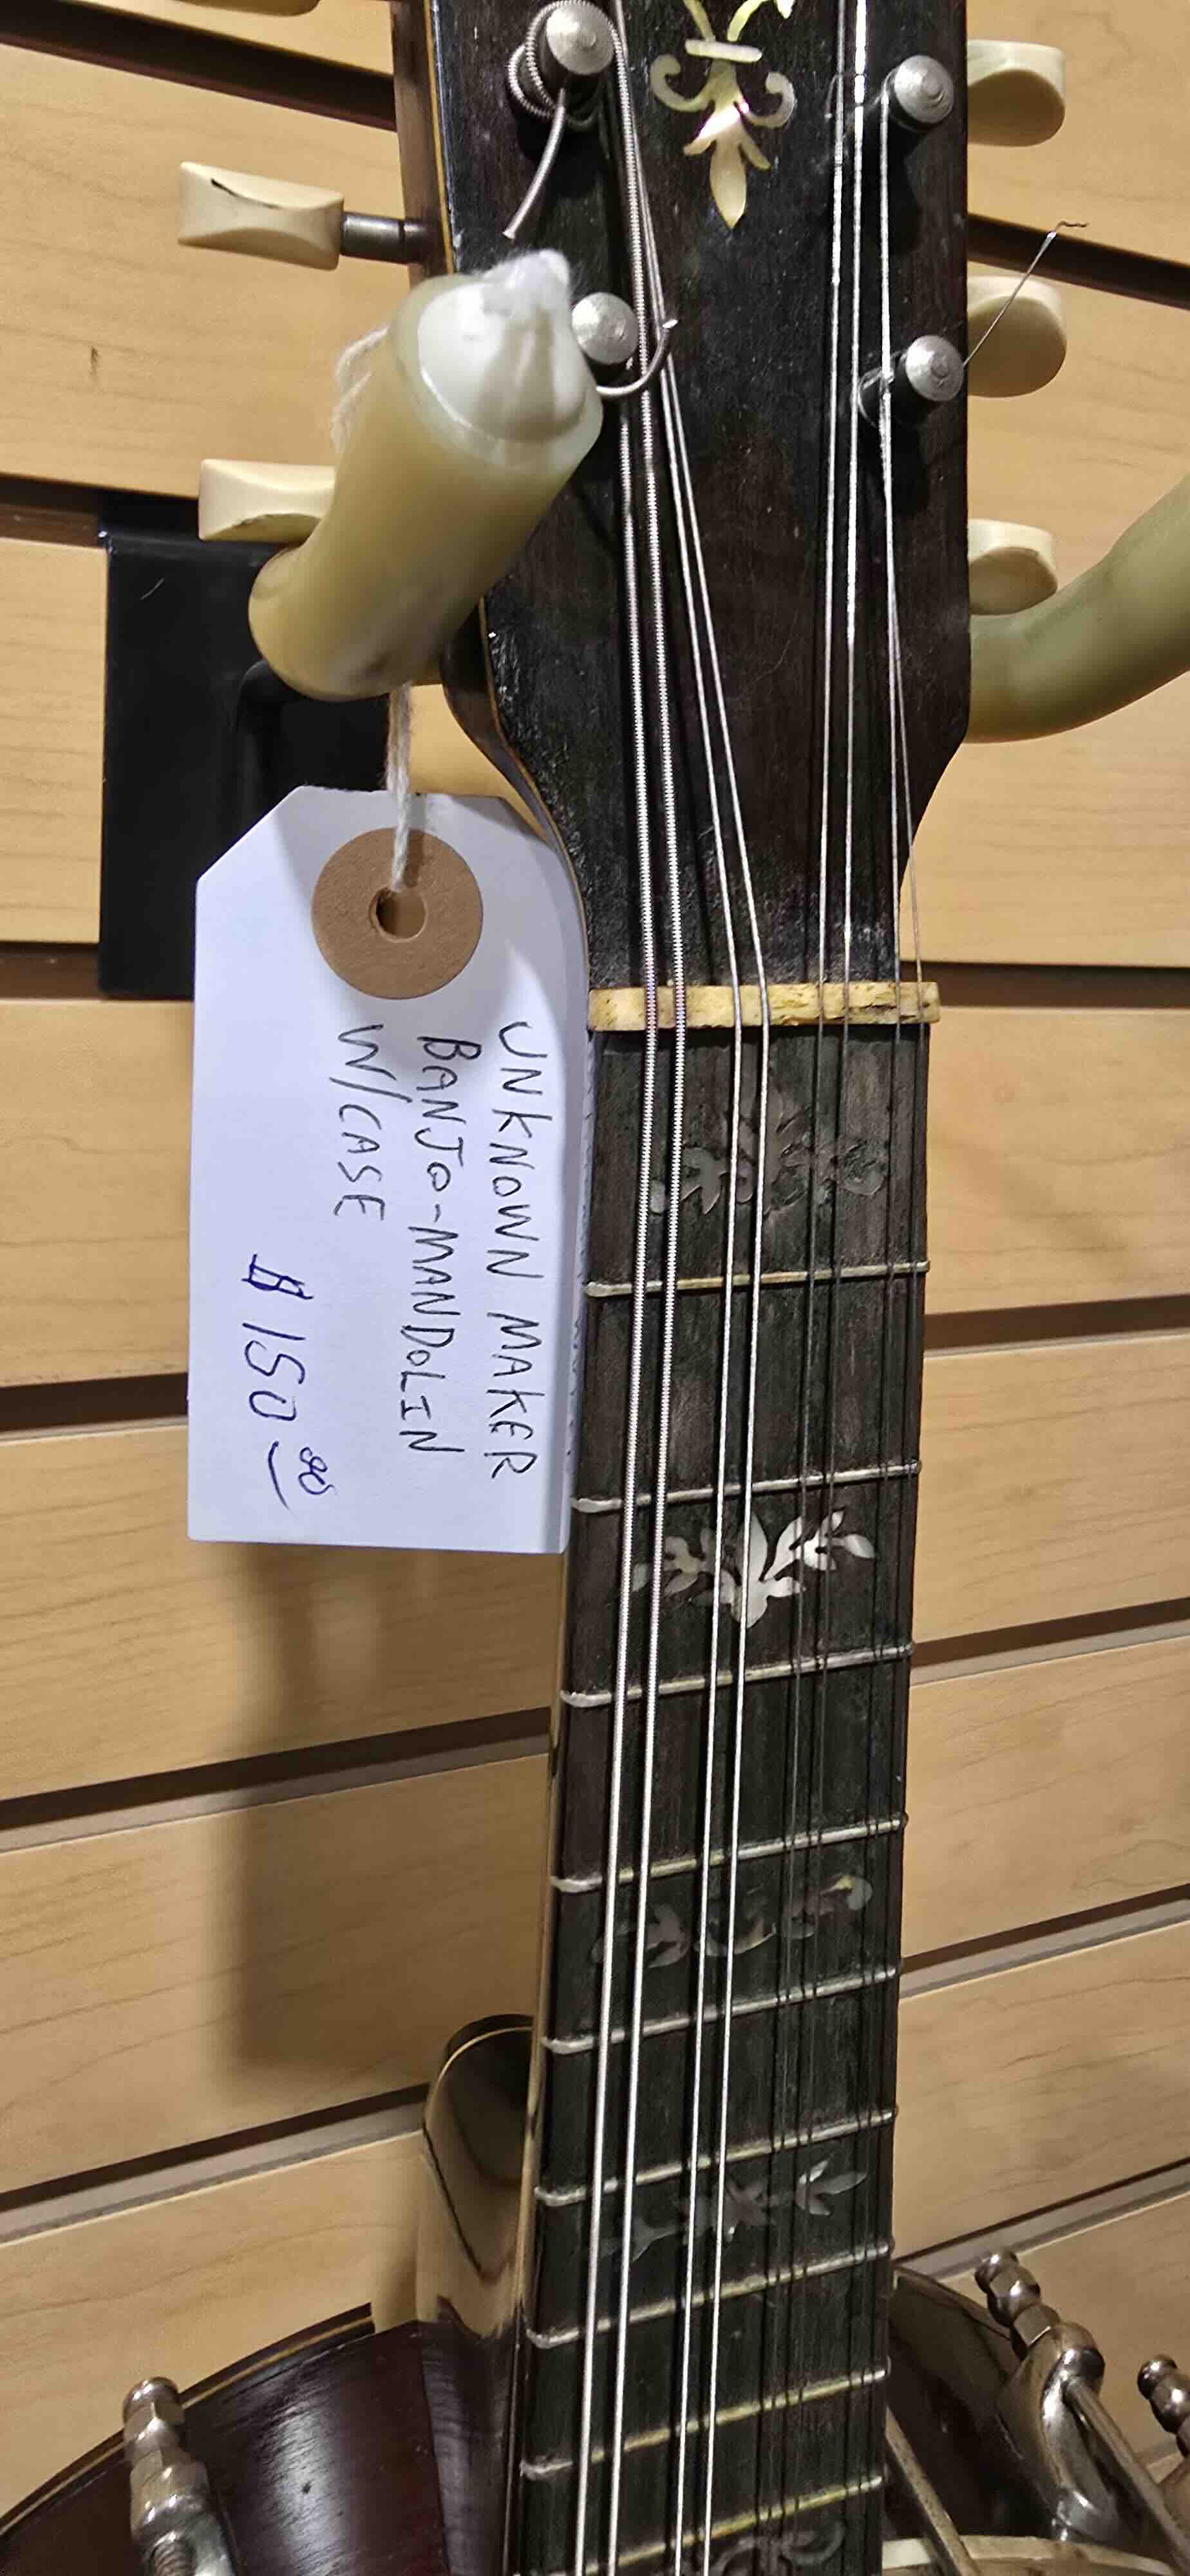 UNKNOWN MAKER
BANJO-MANDOLIN
W/CASE
$150.00